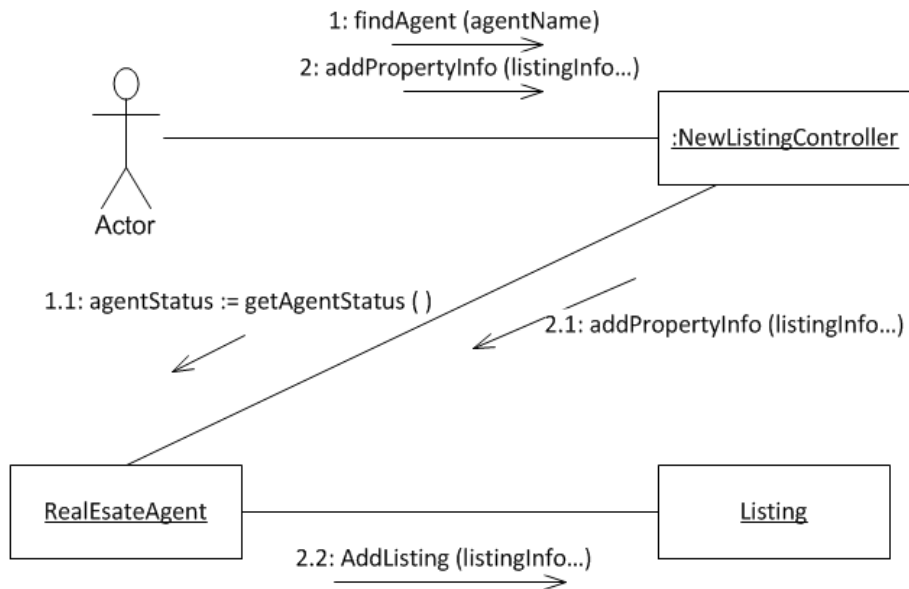 1: findAgent (agentName)
2: addPropertyInfo (listingInfo...)
:NewListingController
Actor
1.1: agentStatus := getAgentStatus ( )
2.1: addPropertyInfo (listingInfo...)
RealEsateAgent
Listing
2.2: AddListing (listingInfo...)